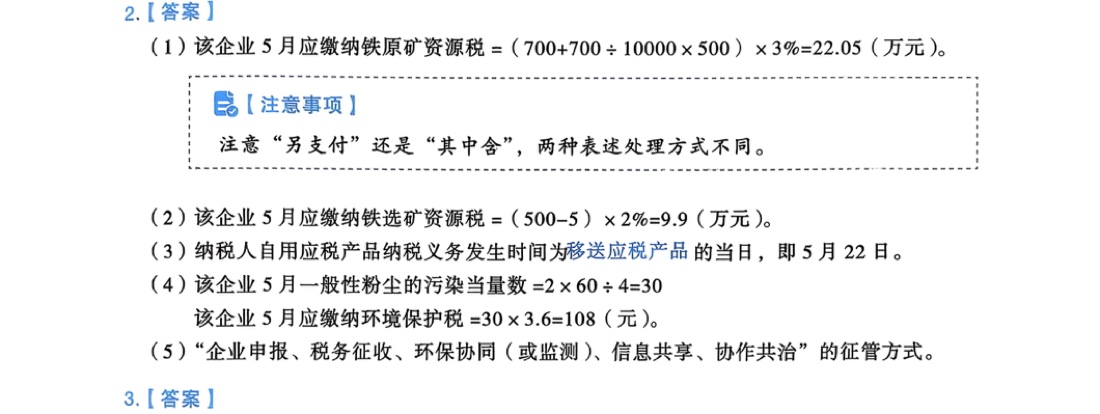 2.【答案】
（1）该企业 5 月应缴纳铁原矿资源税 =（700+700÷10000×500）×3%=22.05（万元）。
【注意事项】
注意“另支付”还是“其中含”，两种表述处理方式不同。
（2）该企业 5 月应缴纳铁选矿资源税 =（500-5）×2%=9.9（万元）。
（3）纳税人自用应税产品纳税义务发生时间为移送应税产品的当日，即 5 月 22 日。
（4）该企业 5 月一般性粉尘的污染当量数 =2×60÷4=30
该企业 5 月应缴纳环境保护税 =30×3.6=108（元）。
（5）“企业申报、税务征收、环保协同（或监测）、信息共享、协作共治”的征管方式。
3.【答案】